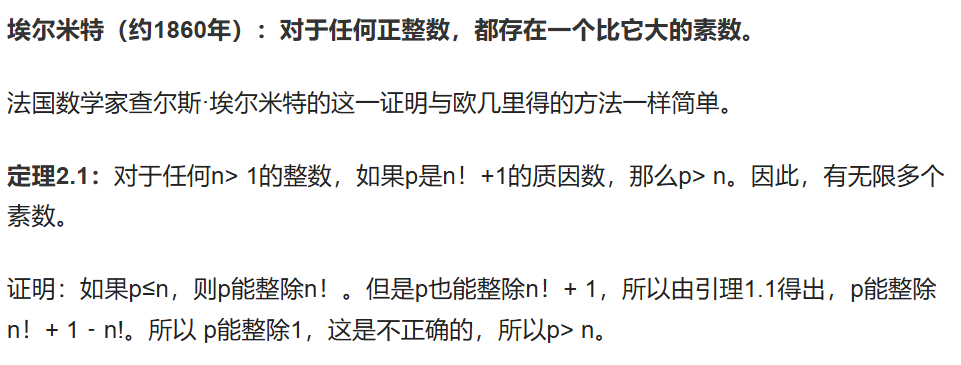 埃尔米特（约1860年）：对于任何正整数，都存在一个比它大的素数。
法国数学家查尔斯·埃尔米特的这一证明与欧几里得的方法一样简单。
定理2.1：对于任何n> 1的整数，如果p是n！+1的质因数，那么p> n。因此，有无限多个
素数。
证明：如果p≤n，则p能整除n！。但是p也能整除n！+ 1，所以由引理1.1得出，p能整除
n！+ 1 - n!。所以 p能整除1，这是不正确的，所以p> n。